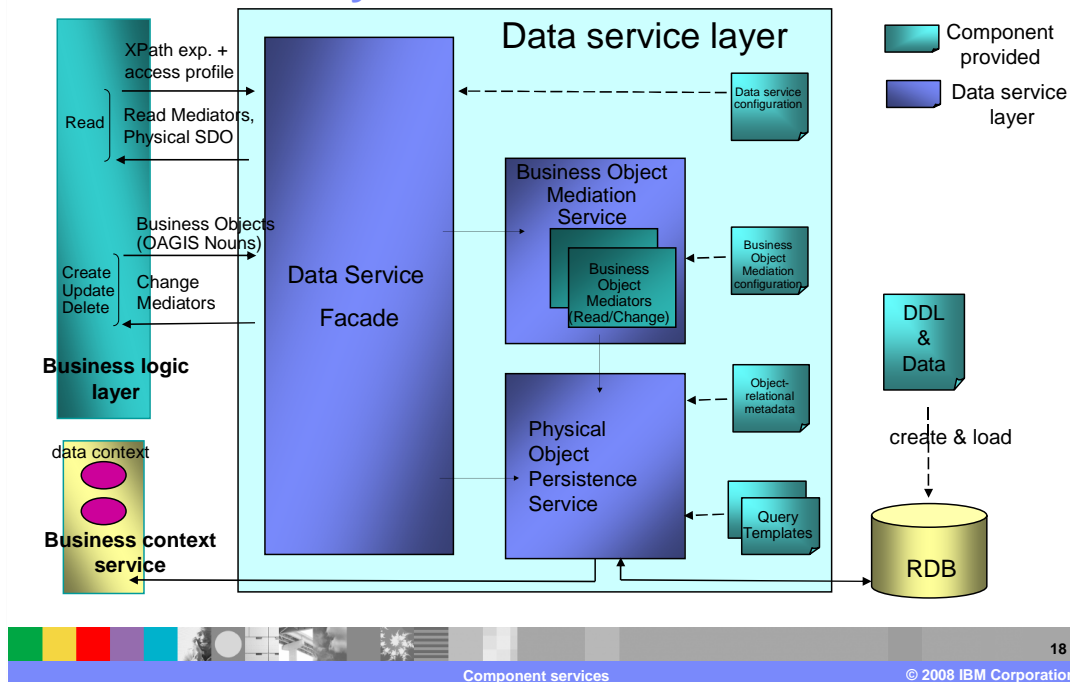 Data service layer
Component
provided
Data service
layer
XPath exp. +
access profile
Read
Read Mediators,
Physical SDO
Business Objects
(OAGIS Nouns)
Create
Update
Delete
Change
Mediators
Business logic
layer
data context
Business context
service
Data Service
Facade
Business Object
Mediation
Service
Business
Object
Mediators
(Read/Change)
Physical
Object
Persistence
Service
Data service
configuration
Business
Object
Mediation
configuration
Object-
relational
metadata
Query
Templates
DDL
&
Data
create & load
RDB
18
Component services
© 2008 IBM Corporation